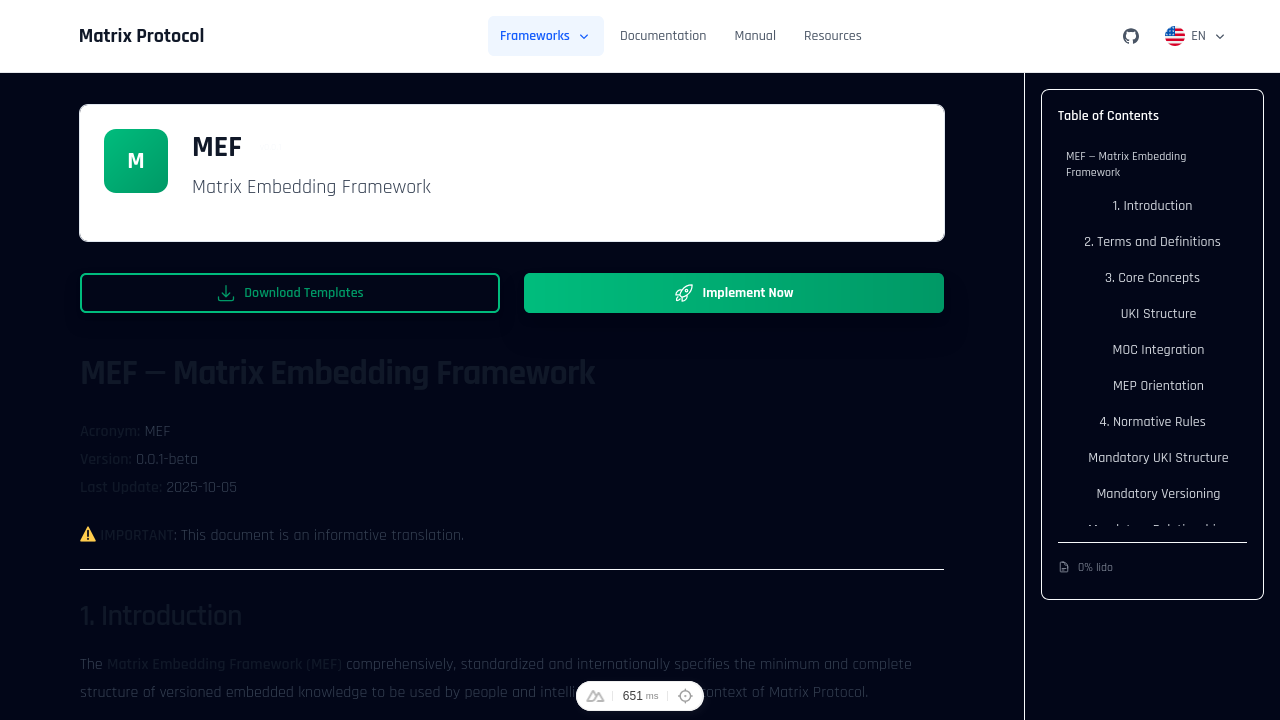 Matrix Protocol
Frameworks
Documentation
Manual
Resources
EN
M
MEF
Matrix Embedding Framework
Download Templates
Implement Now
MEF — Matrix Embedding Framework
Acronym: MEF
Version: 0.0.1-beta
Last Update: 2025-10-05
⚠️ IMPORTANT: This document is an informative translation.
1. Introduction
The Matrix Embedding Framework (MEF) comprehensively, standardized and internationally specifies the minimum and complete
structure of versioned embedded knowledge to be used by people and context of Matrix Protocol.
651 ms
Table of Contents
MEF — Matrix Embedding
Framework
1. Introduction
2. Terms and Definitions
3. Core Concepts
UKI Structure
MOC Integration
MEP Orientation
4. Normative Rules
Mandatory UKI Structure
Mandatory Versioning
0% lido